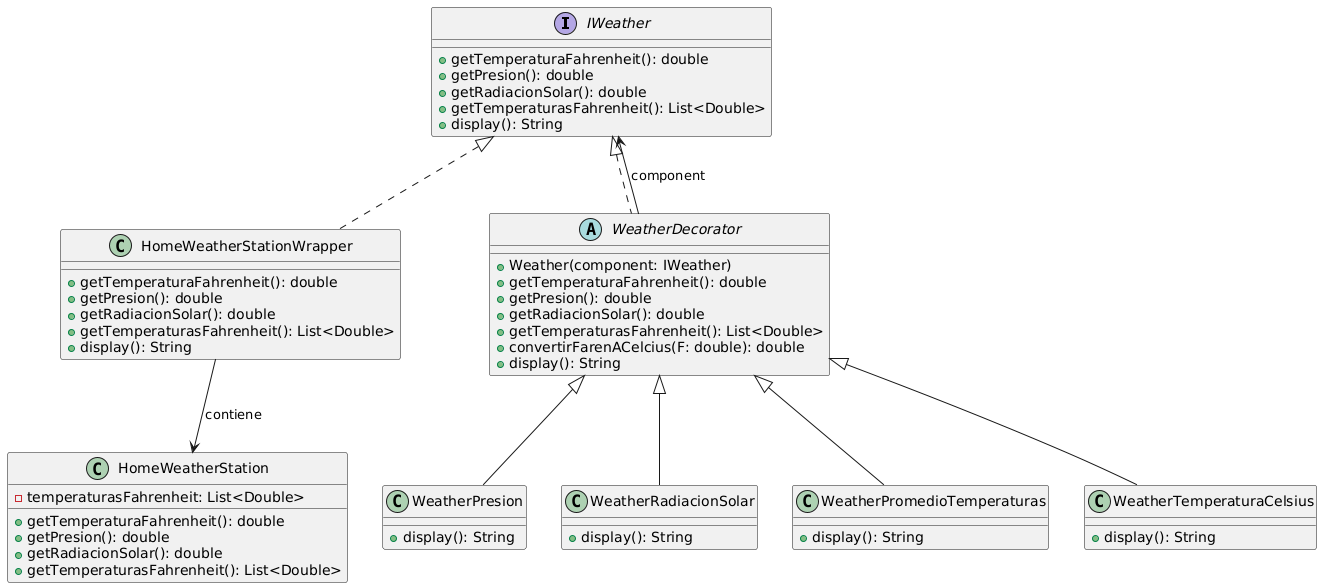 I IWeather
getTemperaturaFahrenheit(): double
getPresion(): double
getRadiacionSolar(): double
getTemperaturasFahrenheit(): List<Double>
display(): String
component
C HomeWeatherStationWrapper
getTemperaturaFahrenheit(): double
getPresion(): double
getRadiacionSolar(): double
getTemperaturasFahrenheit(): List<Double>
display(): String
A WeatherDecorator
Weather(component: IWeather)
getTemperaturaFahrenheit(): double
getPresion(): double
getRadiacionSolar(): double
getTemperaturasFahrenheit(): List<Double>
convertirFarenACelcius(F: double): double
display(): String
contiene
C HomeWeatherStation
temperaturasFahrenheit: List<Double>
getTemperaturaFahrenheit(): double
getPresion(): double
getRadiacionSolar(): double
getTemperaturasFahrenheit(): List<Double>
C WeatherPresion
display(): String
C WeatherRadiacionSolar
display(): String
C WeatherPromedioTemperaturas
display(): String
C WeatherTemperaturaCelsius
display(): String